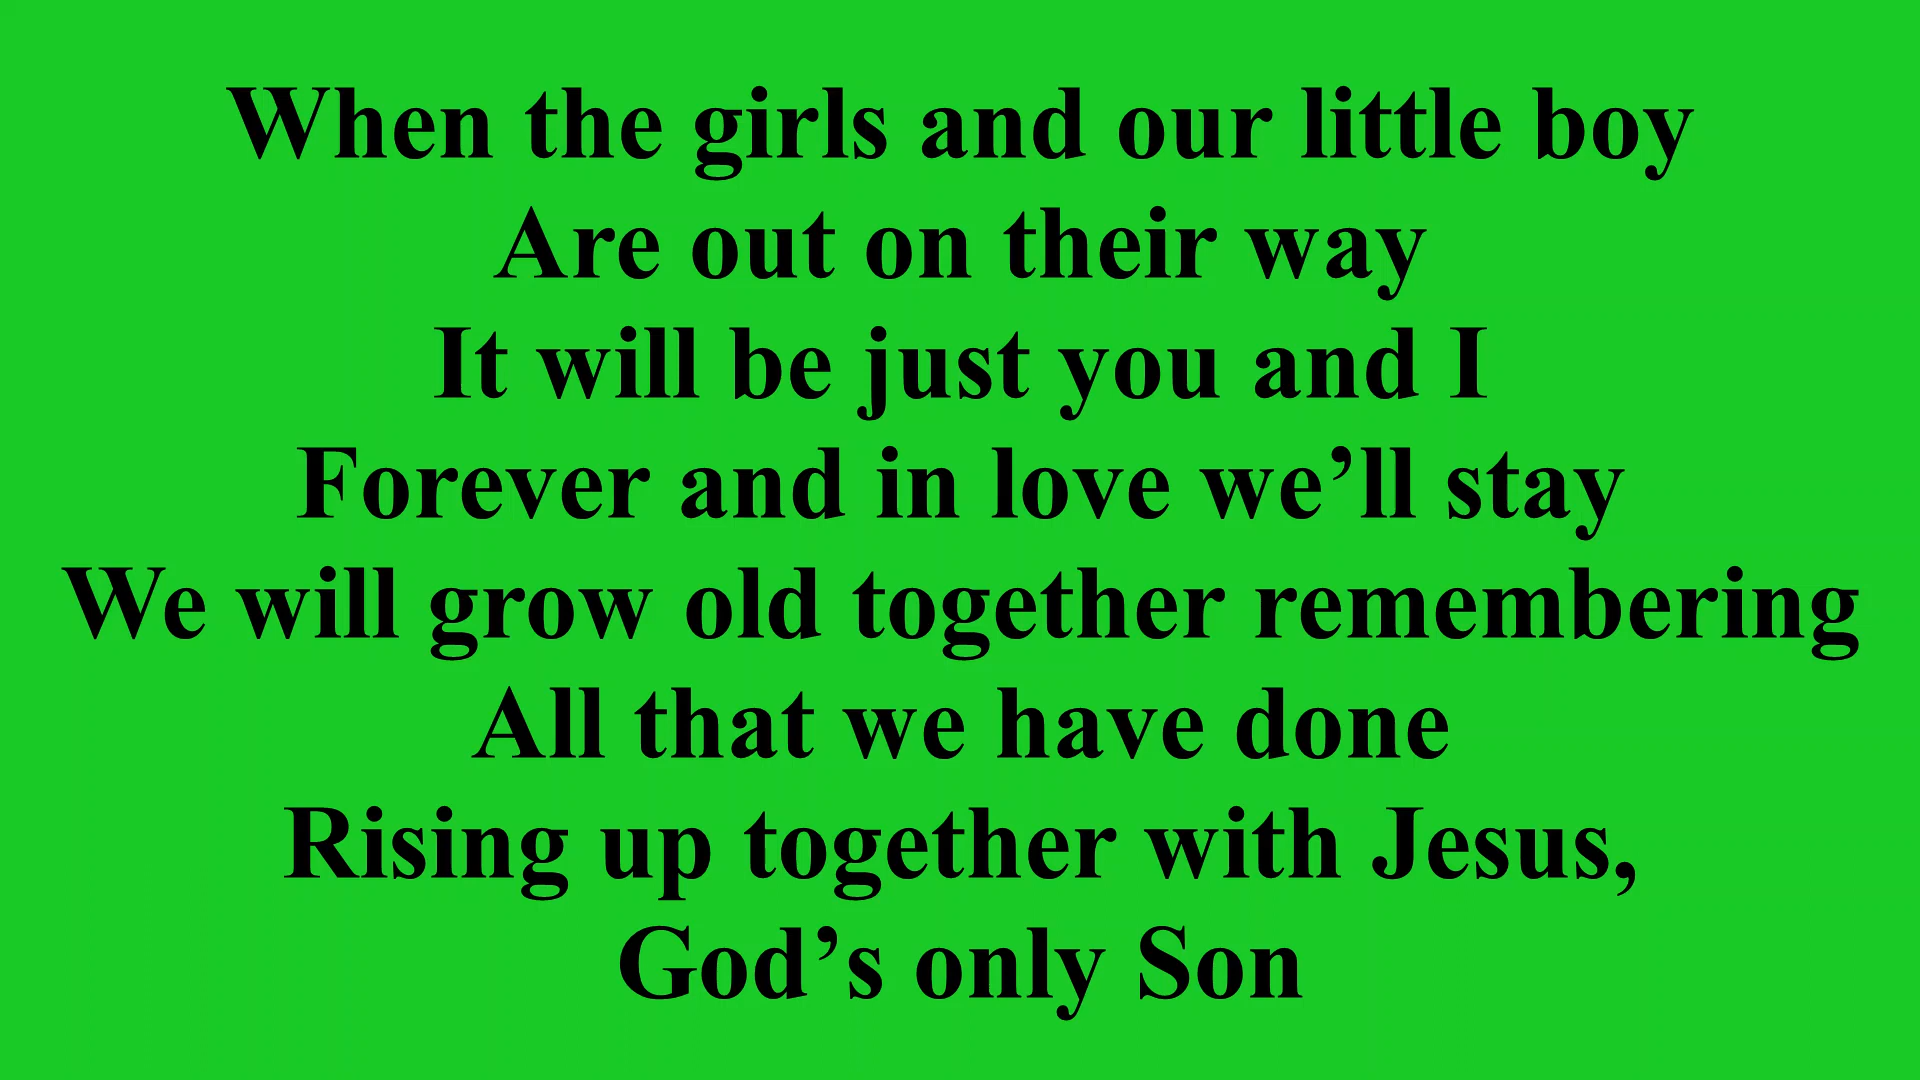 When the girls and our little boy
Are out on their way
It will be just you and I
Forever and in love we’ll stay
We will grow old together remembering
All that we have done
Rising up together with Jesus,
God’s only Son